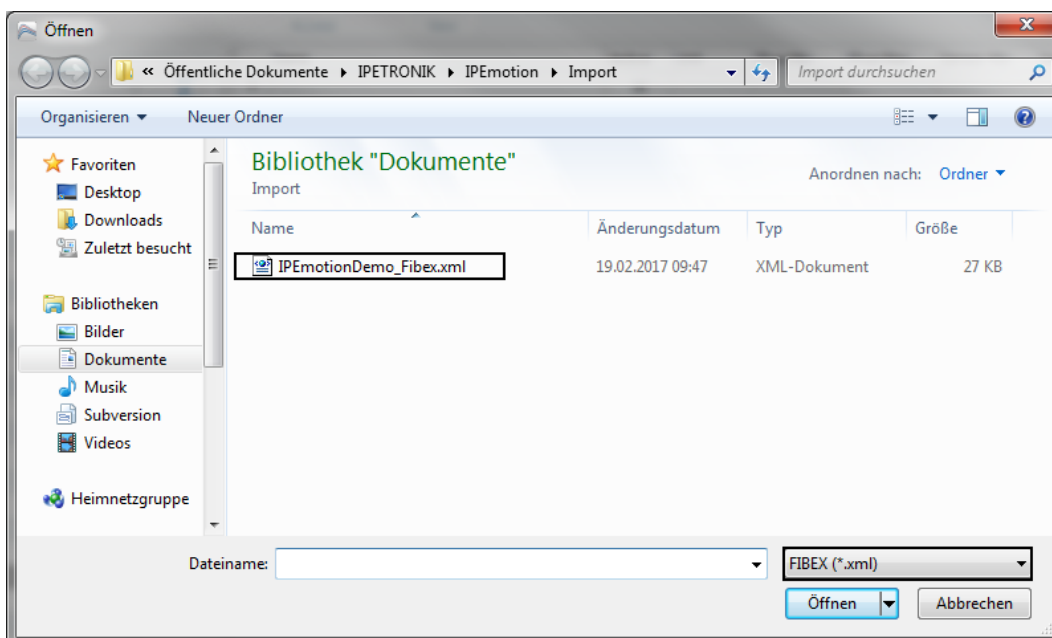 Öffnen
« Öffentliche Dokumente IPETRONIK IPEmotion Import Import durchsuchen
Organisieren Neuer Ordner
Favoriten
Desktop
Downloads
Zuletzt besucht
Bibliotheken
Bilder
Dokumente
Musik
Subversion
Videos
Heimnetzgruppe
Bibliothek "Dokumente"
Import
Anordnen nach: Ordner
Name Änderungsdatum Typ Größe
IPEmotionDemo_Fibex.xml 19.02.2017 09:47 XML-Dokument 27 KB
Dateiname: FIBEX (*.xml)
Öffnen Abbrechen